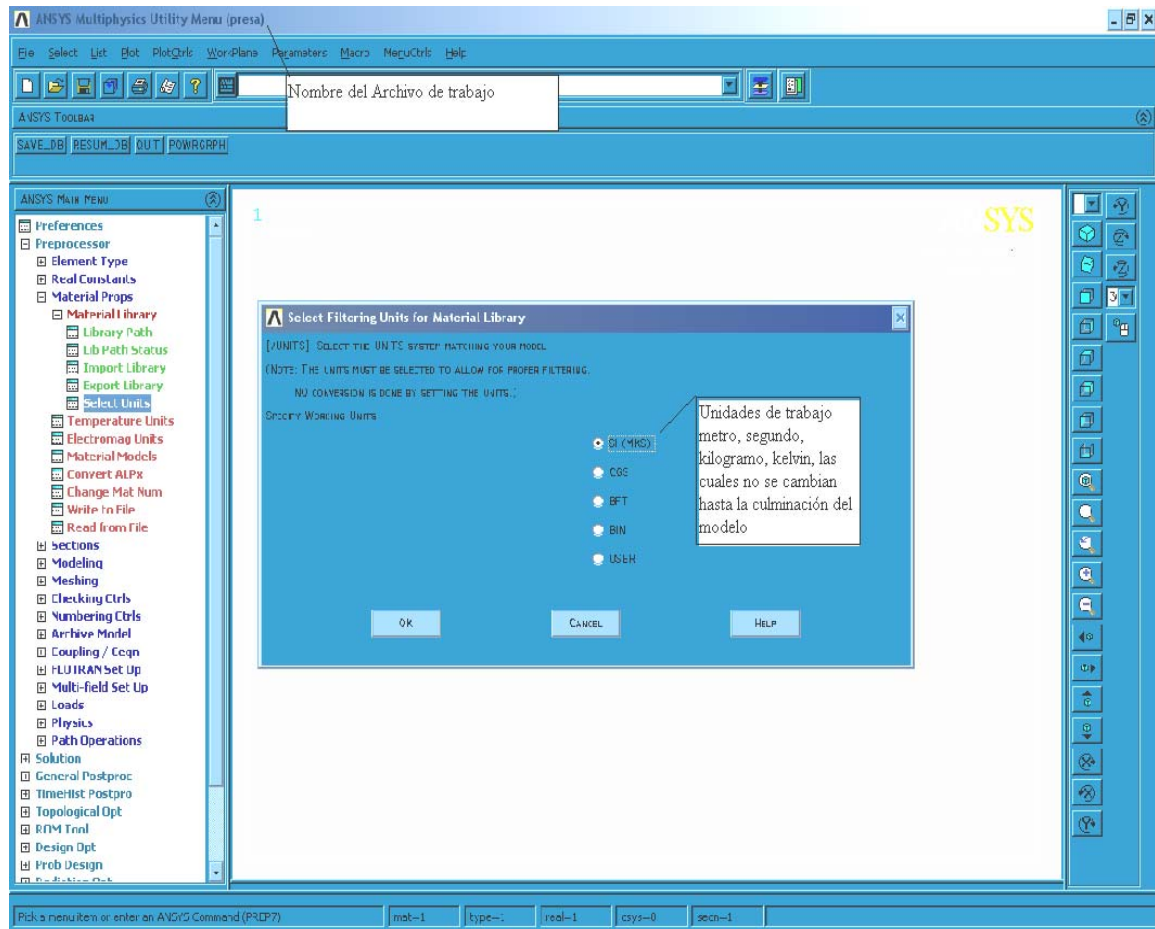 ANSYS Multiphysics Utility Menu (presa)
File Select List Plot PlotCtrls WorkPlane Parameters Macro MenuCtrls Help
Nombre del Archivo de trabajo
ANSYS TOOLBAR
SAVE_DB RESUM_DB QUIT POWRGRPH
ANSYS MAIN MENU
Preferences
Preprocessor
Element Type
Real Constants
Material Props
Material Library
Library Path
Lib Path Status
Import Library
Export Library
Select Units
Temperature Units
Electromag Units
Material Models
Convert ALPx
Change Mat Num
Write to File
Read from File
Sections
Modeling
Meshing
Checking Ctrls
Numbering Ctrls
Archive Model
Coupling / Ceqn
FLOTRAN Set Up
Multi-field Set Up
Loads
Physics
Path Operations
Solution
General Postproc
TimeHist Postpro
Topological Opt
ROM Tool
Design Opt
Prob Design
1
SYS
Select Filtering Units for Material Library
[/UNITS] SELECT THE UNITS SYSTEM MATCHING YOUR MODEL
(NOTE: THE UNITS MUST BE SELECTED TO ALLOW FOR PROPER FILTERING.
NO CONVERSION IS DONE BY SETTING THE UNITS.)
SPECIFY WORKING UNITS
SI (MKS)
CGS
BFT
BIN
USER
Unidades de trabajo
metro, segundo,
kilogramo, kelvin, las
cuales no se cambian
hasta la culminación del
modelo
OK CANCEL HELP
3
Pick a menu item or enter an ANSYS Command (PREP7) mat=1 type=1 real=1 csys=0 secn=1